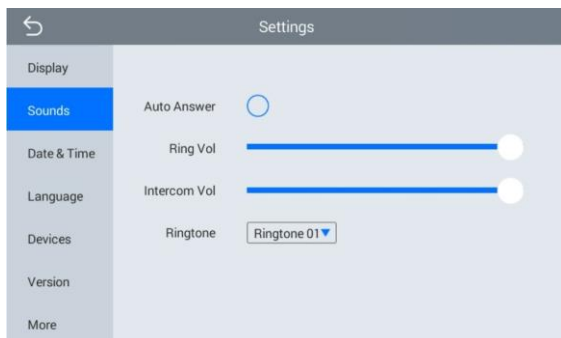 Settings
Display
Sounds
Date & Time
Language
Devices
Version
More
Auto Answer
Ring Vol
Intercom Vol
Ringtone
Ringtone 01